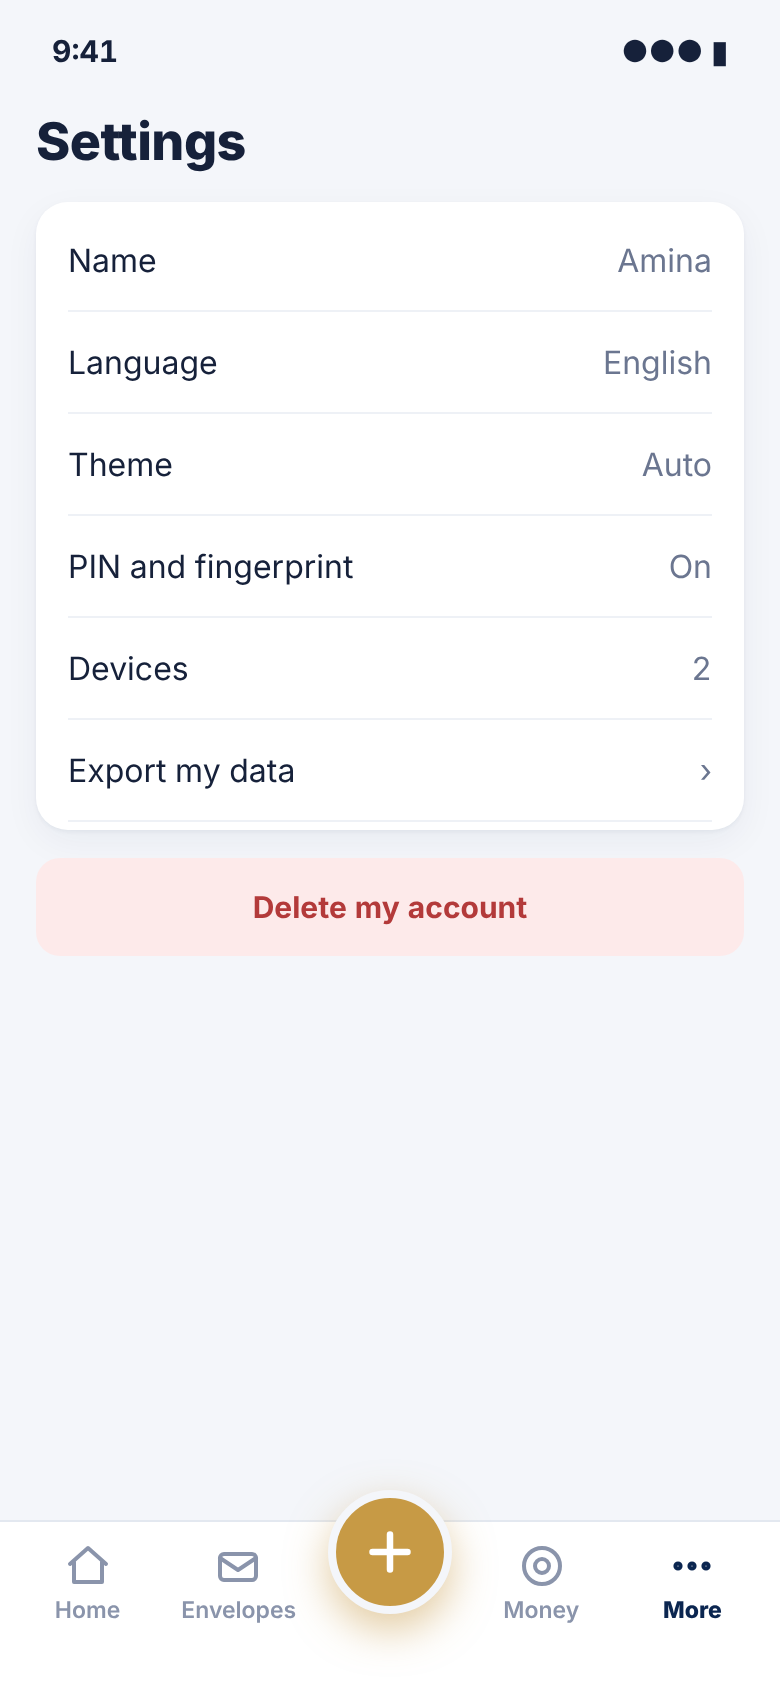 9:41
Settings
Name Amina
Language English
Theme Auto
PIN and fingerprint On
Devices 2
Export my data ›
Delete my account
Home Envelopes Money More